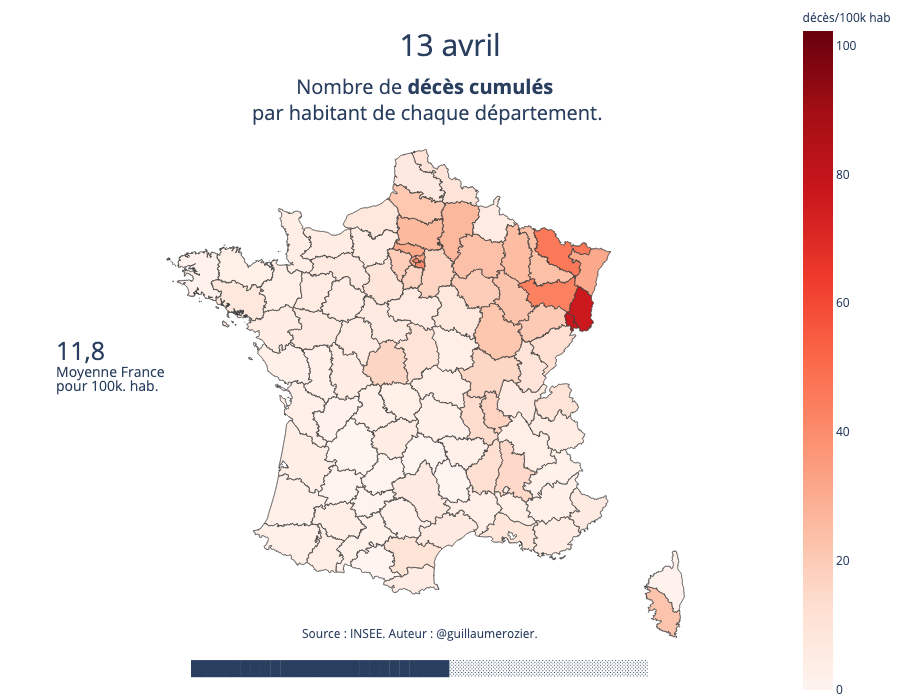 13 avril
Nombre de décès cumulés
par habitant de chaque département.
décès/100k hab
100
80
60
40
20
0
11,8
Moyenne France
pour 100k. hab.
Source : INSEE. Auteur : @guillaumerozier.